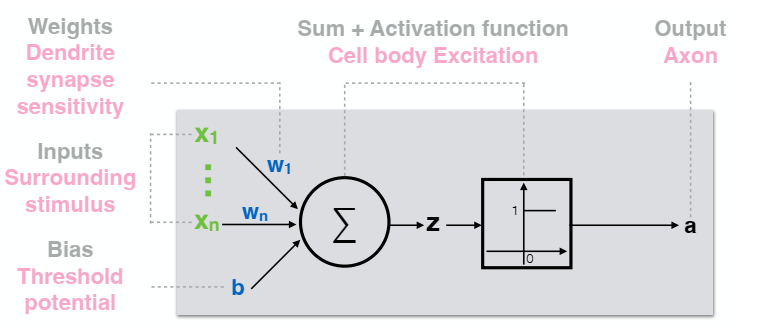 Weights
Dendrite
synapse
sensitivity
Sum + Activation function
Cell body Excitation
Output
Axon
Inputs
Surrounding
stimulus
Bias
Threshold
potential
x1
w1
xn
wn
b
∑
z
1
0
a